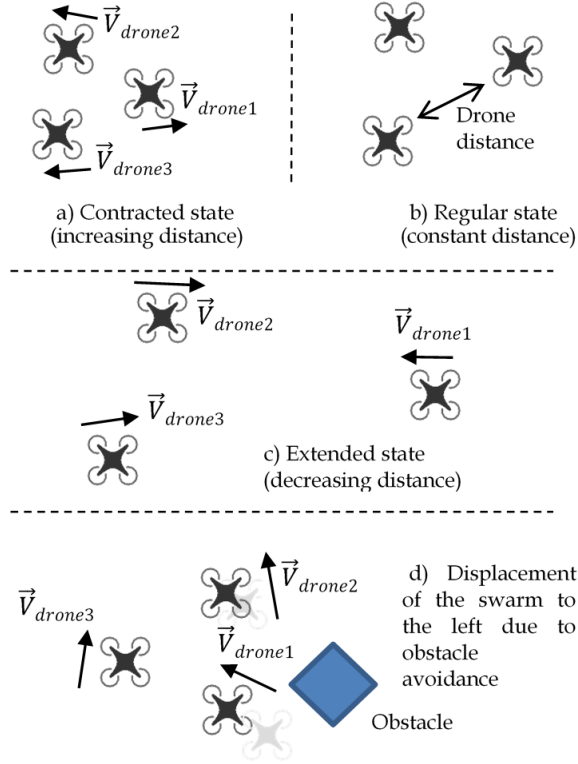 V⃗drone2
V⃗drone1
V⃗drone3
Drone
distance
a) Contracted state
(increasing distance)
b) Regular state
(constant distance)
V⃗drone2
V⃗drone1
V⃗drone3
c) Extended state
(decreasing distance)
V⃗drone3
V⃗drone2
V⃗drone1
d) Displacement
of the swarm to
the left due to
obstacle
avoidance
Obstacle